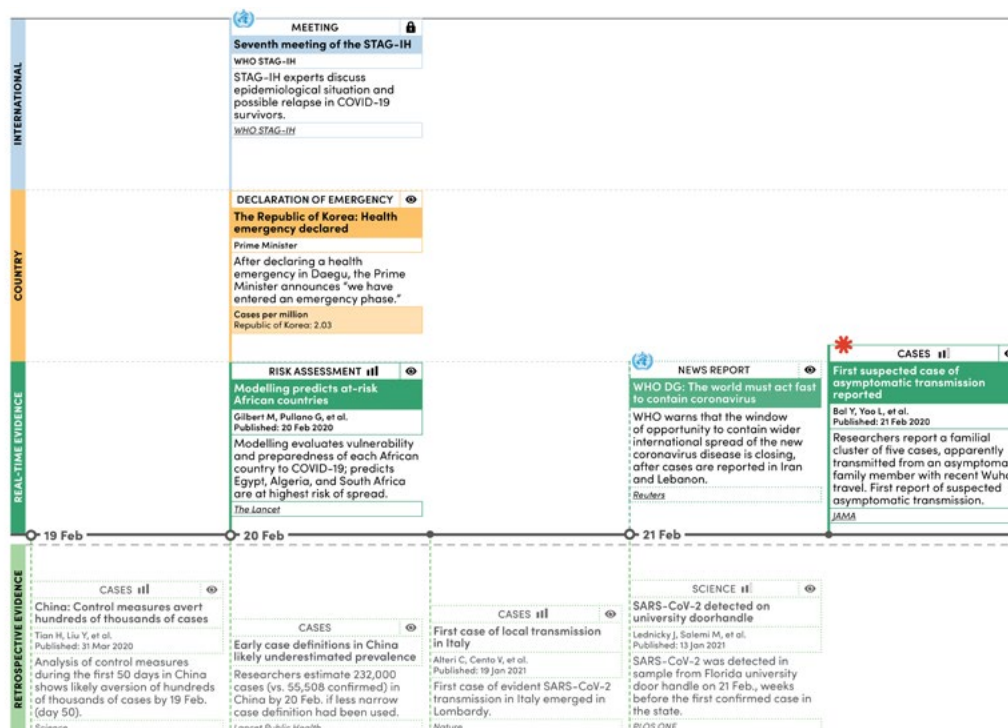 INTERNATIONAL
MEETING
Seventh meeting of the STAG-IH
WHO STAG-IH
STAG-IH experts discuss
epidemiological situation and
possible relapse in COVID-19
survivors.
WHO STAG-IH
COUNTRY
DECLARATION OF EMERGENCY
The Republic of Korea: Health
emergency declared
Prime Minister
After declaring a health
emergency in Daegu, the Prime
Minister announces “we have
entered an emergency phase.”
Cases per million
Republic of Korea: 2.03
REAL-TIME EVIDENCE
RISK ASSESSMENT
Modelling predicts at-risk
African countries
Gilbert M, Pullano G, et al.
Published: 20 Feb 2020
Modelling evaluates vulnerability
and preparedness of each African
country to COVID-19; predicts
Egypt, Algeria, and South Africa
are at highest risk of spread.
The Lancet
NEWS REPORT
WHO DG: The world must act fast
to contain coronavirus
WHO warns that the window
of opportunity to contain wider
international spread of the new
coronavirus disease is closing,
after cases are reported in Iran
and Lebanon.
Reuters
CASES
First suspected case of
asymptomatic transmission
reported
Bai Y, Yao L, et al.
Published: 21 Feb 2020
Researchers report a familial
cluster of five cases, apparently
transmitted from an asymptoma
family member with recent Wuha
travel. First report of suspected
asymptomatic transmission.
JAMA
19 Feb
20 Feb
21 Feb
RETROSPECTIVE EVIDENCE
CASES
China: Control measures avert
hundreds of thousands of cases
Tian H, Liu Y, et al.
Published: 31 Mar 2020
Analysis of control measures
during the first 50 days in China
shows likely aversion of hundreds
of thousands of cases by 19 Feb.
(day 50).
Science
CASES
Early case definitions in China
likely underestimated prevalence
Researchers estimate 232,000
cases (vs. 55,508 confirmed) in
China by 20 Feb. if less narrow
case definition had been used.
Lancet Public Health
CASES
First case of local transmission
in Italy
Alteri C, Cento V, et al.
Published: 19 Jan 2021
First case of evident SARS-CoV-2
transmission in Italy emerged in
Lombardy.
Nature
SCIENCE
SARS-CoV-2 detected on
university doorhandle
Lednicky J, Salemi M, et al.
Published: 13 Jan 2021
SARS-CoV-2 was detected in
sample from Florida university
door handle on 21 Feb., weeks
before the first confirmed case in
the state.
PLOS ONE